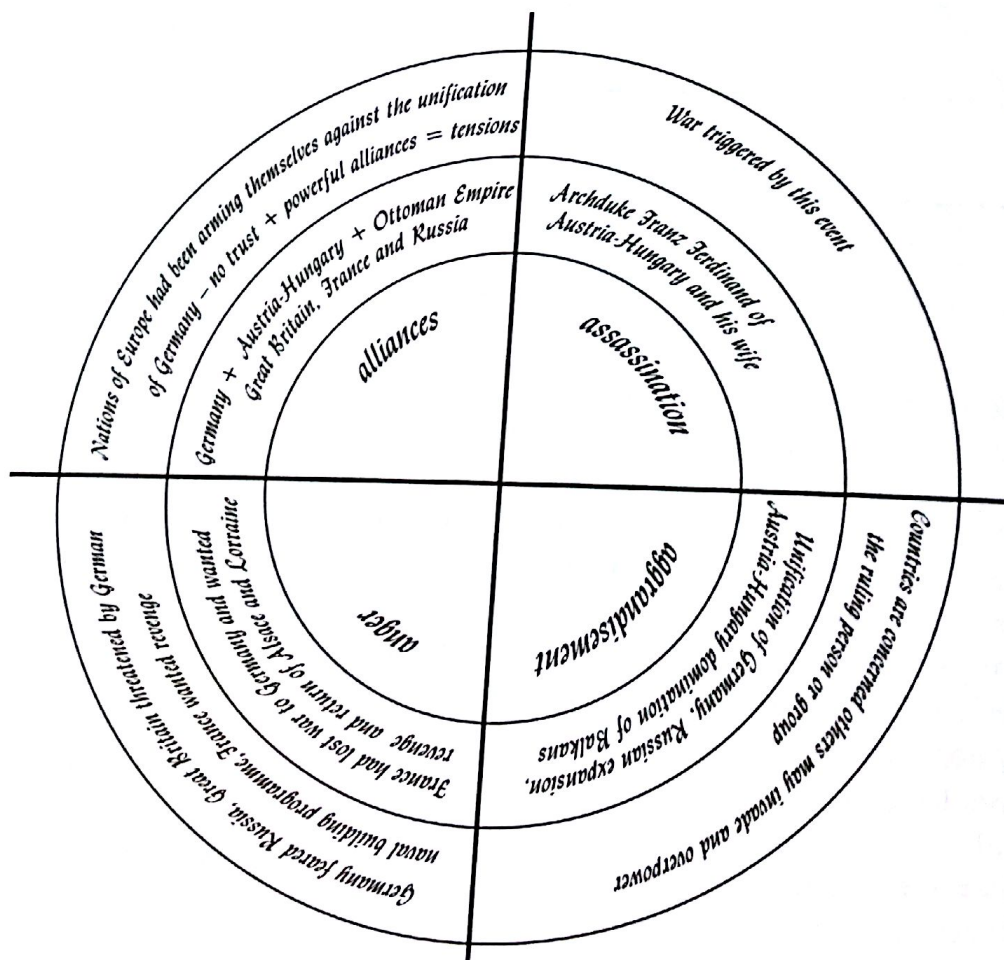 Nations of Europe had been arming themselves against the unification
of Germany – no trust + powerful alliances = tensions
Germany + Austria-Hungary + Ottoman Empire
Great Britain, France and Russia
alliances
War triggered by this event
Archduke Franz Ferdinand of
Austria-Hungary and his wife
assassination
Countries are concerned others may invade and overpower
the ruling person or group
Unification of Germany, Russian expansion,
Austria-Hungary domination of Balkans
aggrandisement
Germany feared Russia, Great Britain threatened by German
naval building programme, France wanted revenge
France had lost war to Germany and wanted
revenge and return of Alsace and Lorraine
anger